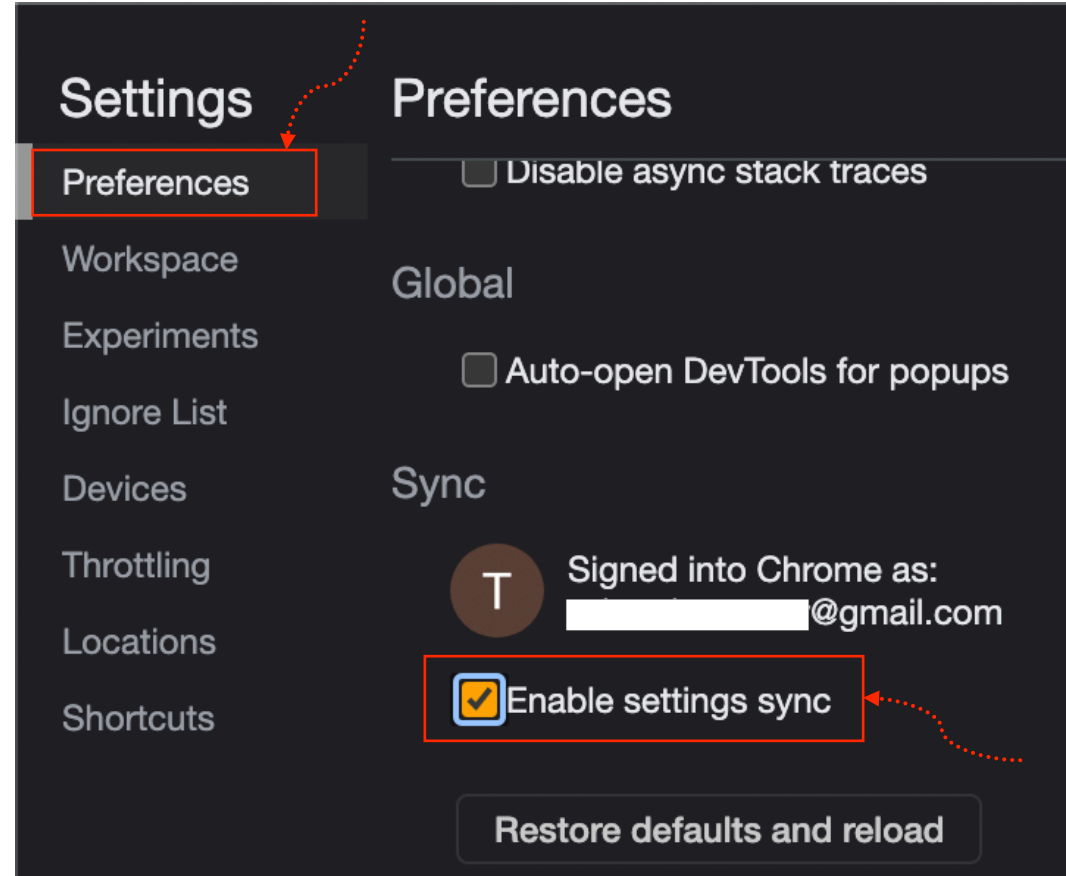 Settings
Preferences
Workspace
Experiments
Ignore List
Devices
Throttling
Locations
Shortcuts
Preferences
Disable async stack traces
Global
Auto-open DevTools for popups
Sync
T
Signed into Chrome as:
@gmail.com
Enable settings sync
Restore defaults and reload